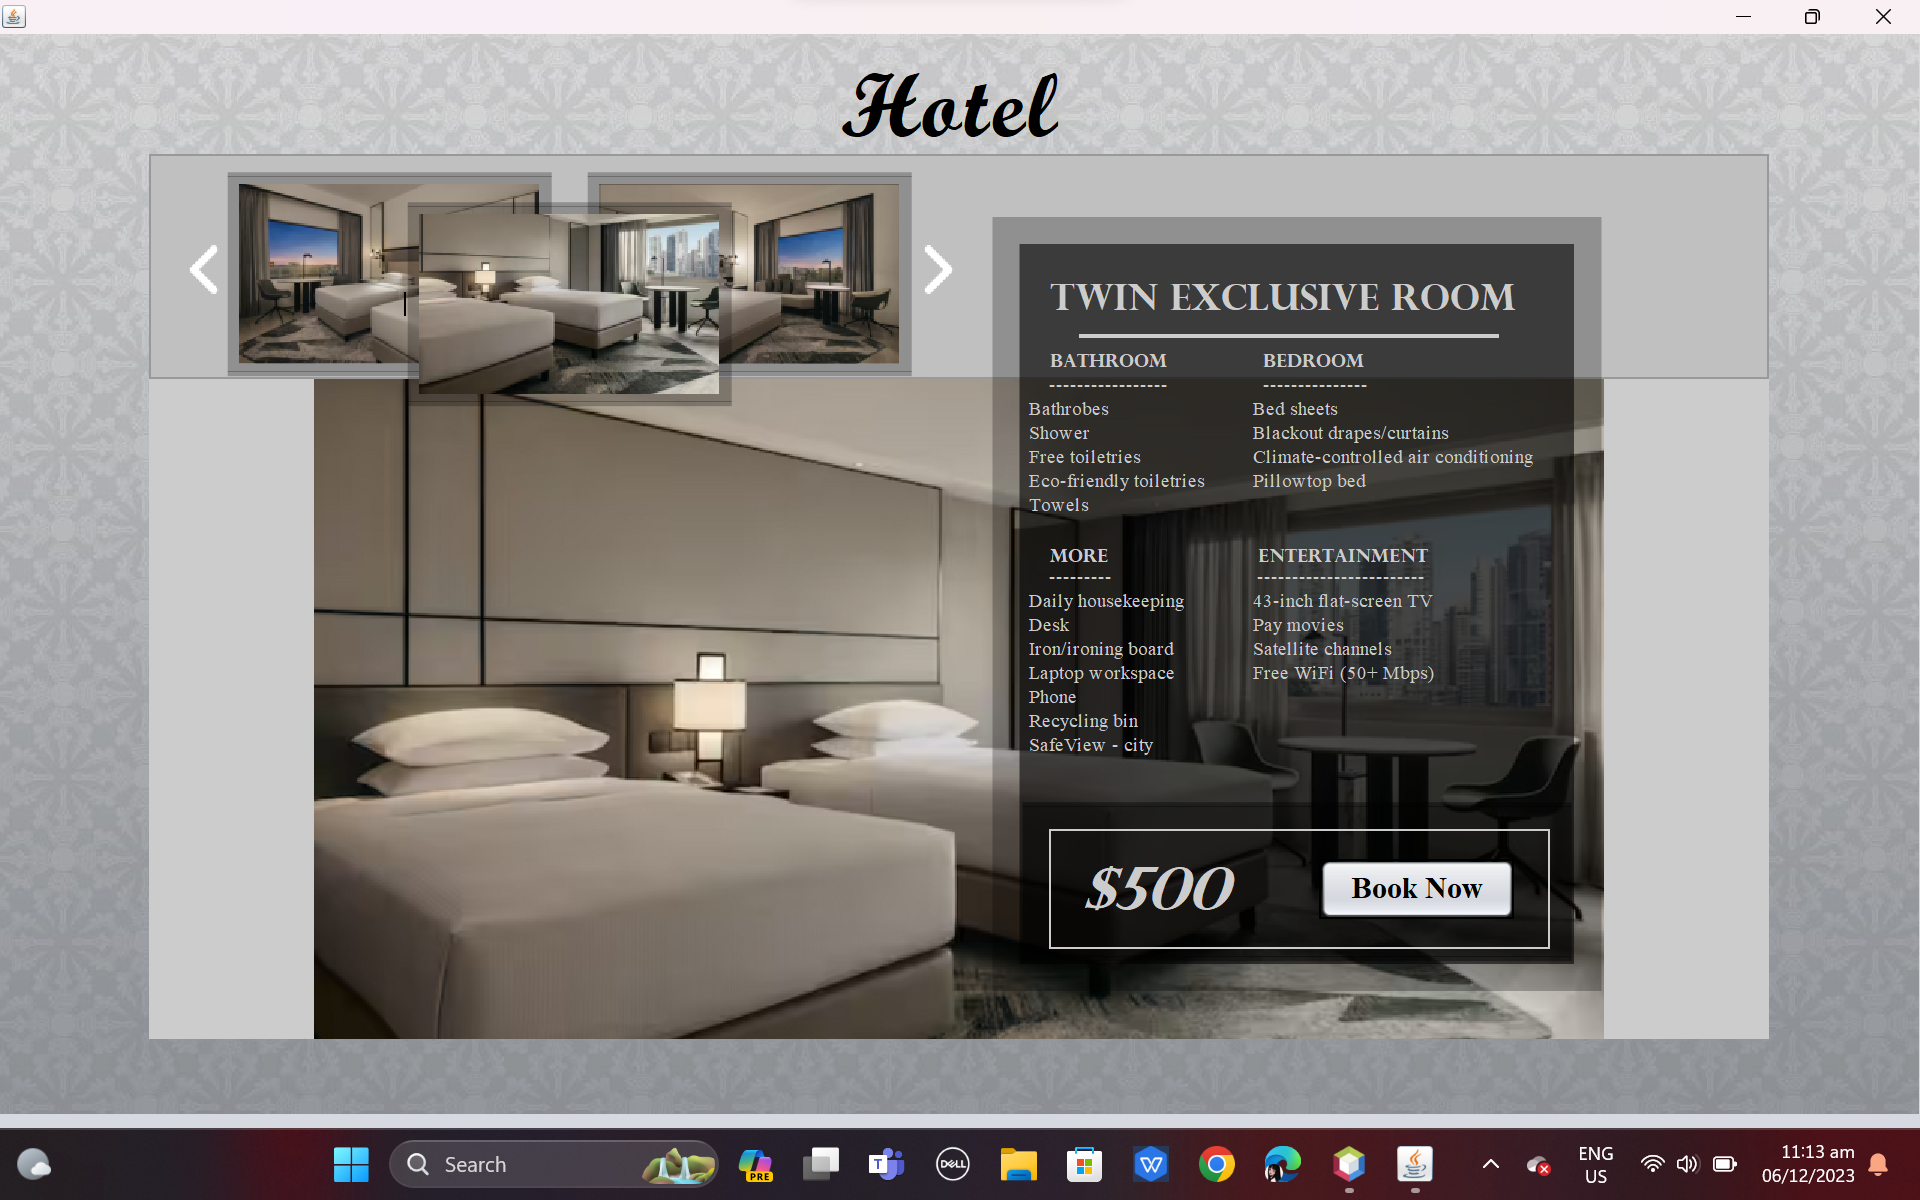 Hotel
TWIN EXCLUSIVE ROOM
BATHROOM
-----------------
Bathrobes
Shower
Free toiletries
Eco-friendly toiletries
Towels
BEDROOM
---------------
Bed sheets
Blackout drapes/curtains
Climate-controlled air conditioning
Pillowtop bed
MORE
---------
Daily housekeeping
Desk
Iron/ironing board
Laptop workspace
Phone
Recycling bin
SafeView - city
ENTERTAINMENT
------------------------
43-inch flat-screen TV
Pay movies
Satellite channels
Free WiFi (50+ Mbps)
$500
Book Now
Search
PRE
T
DELL
W
ENG
US
11:13 am
06/12/2023